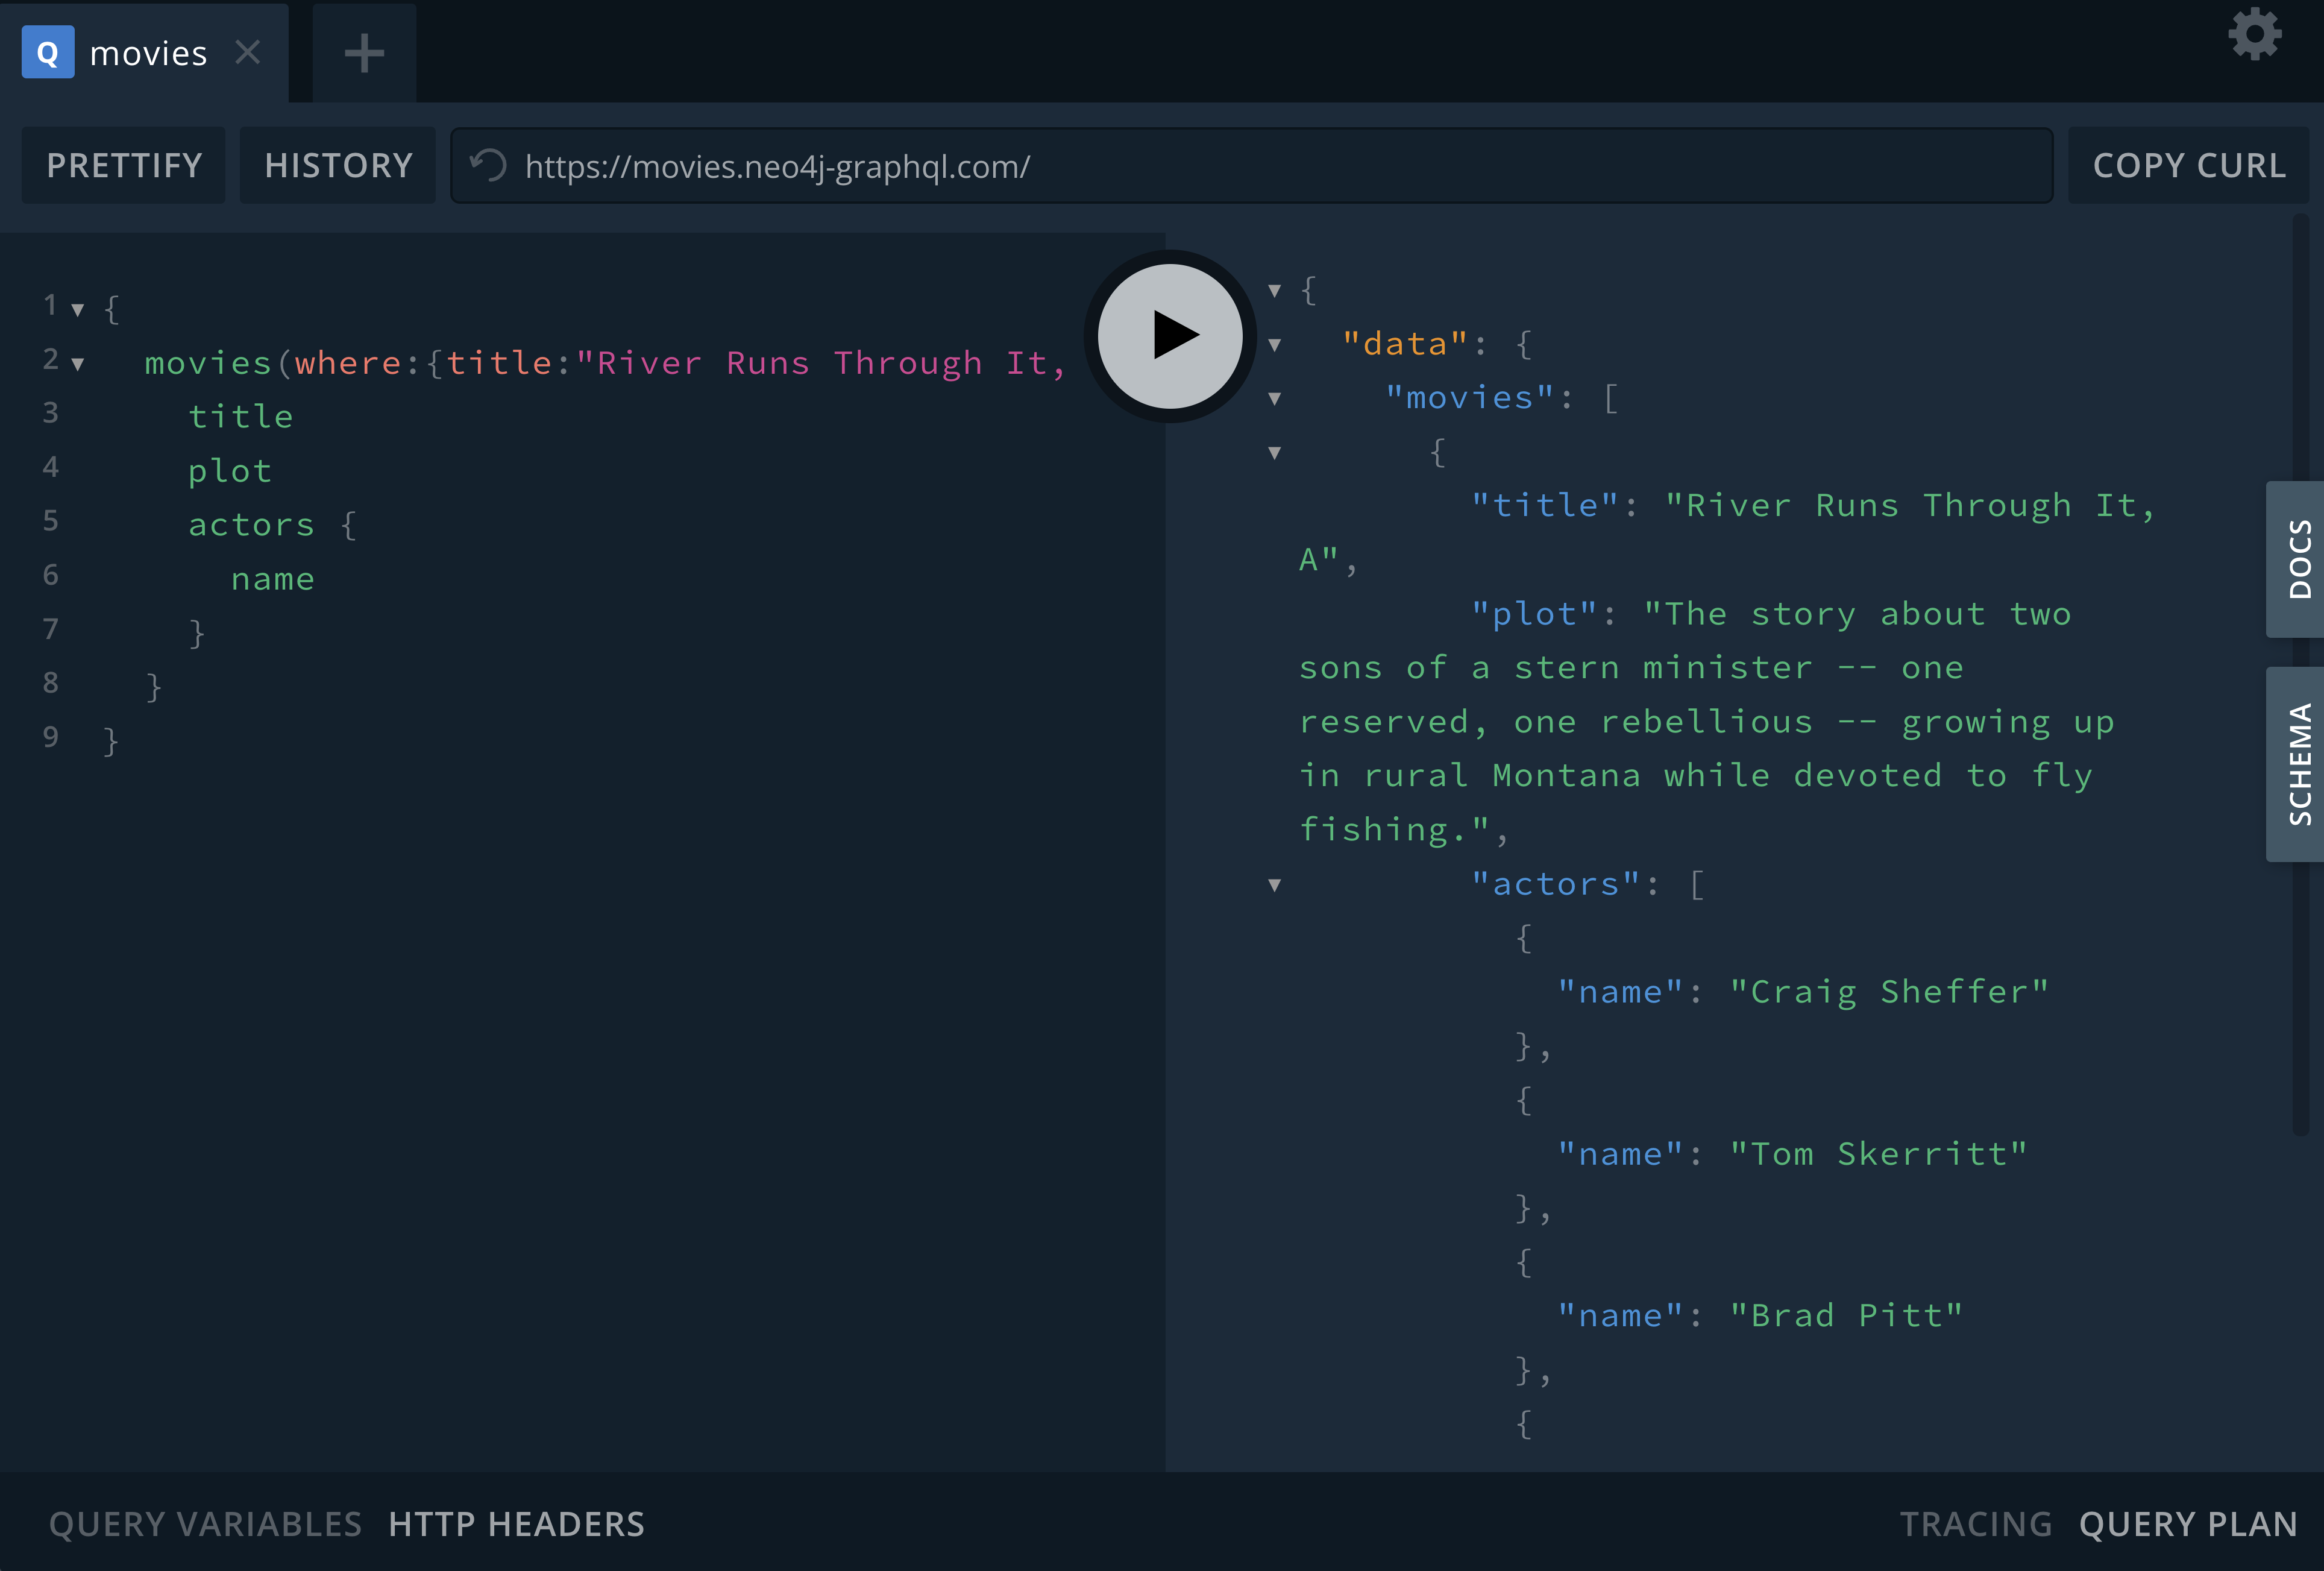 Q movies
PRETTIFY HISTORY https://movies.neo4j-graphql.com/ COPY CURL
1 {
2 movies(where:{title:"River Runs Through It,
3 title
4 plot
5 actors {
6 name
7 }
8 }
9 }
{
"data": {
"movies": [
{
"title": "River Runs Through It,
A",
"plot": "The story about two
sons of a stern minister -- one
reserved, one rebellious -- growing up
in rural Montana while devoted to fly
fishing.",
"actors": [
{
"name": "Craig Sheffer"
},
{
"name": "Tom Skerritt"
},
{
"name": "Brad Pitt"
},
{
DOCS
SCHEMA
QUERY VARIABLES HTTP HEADERS
TRACING QUERY PLAN